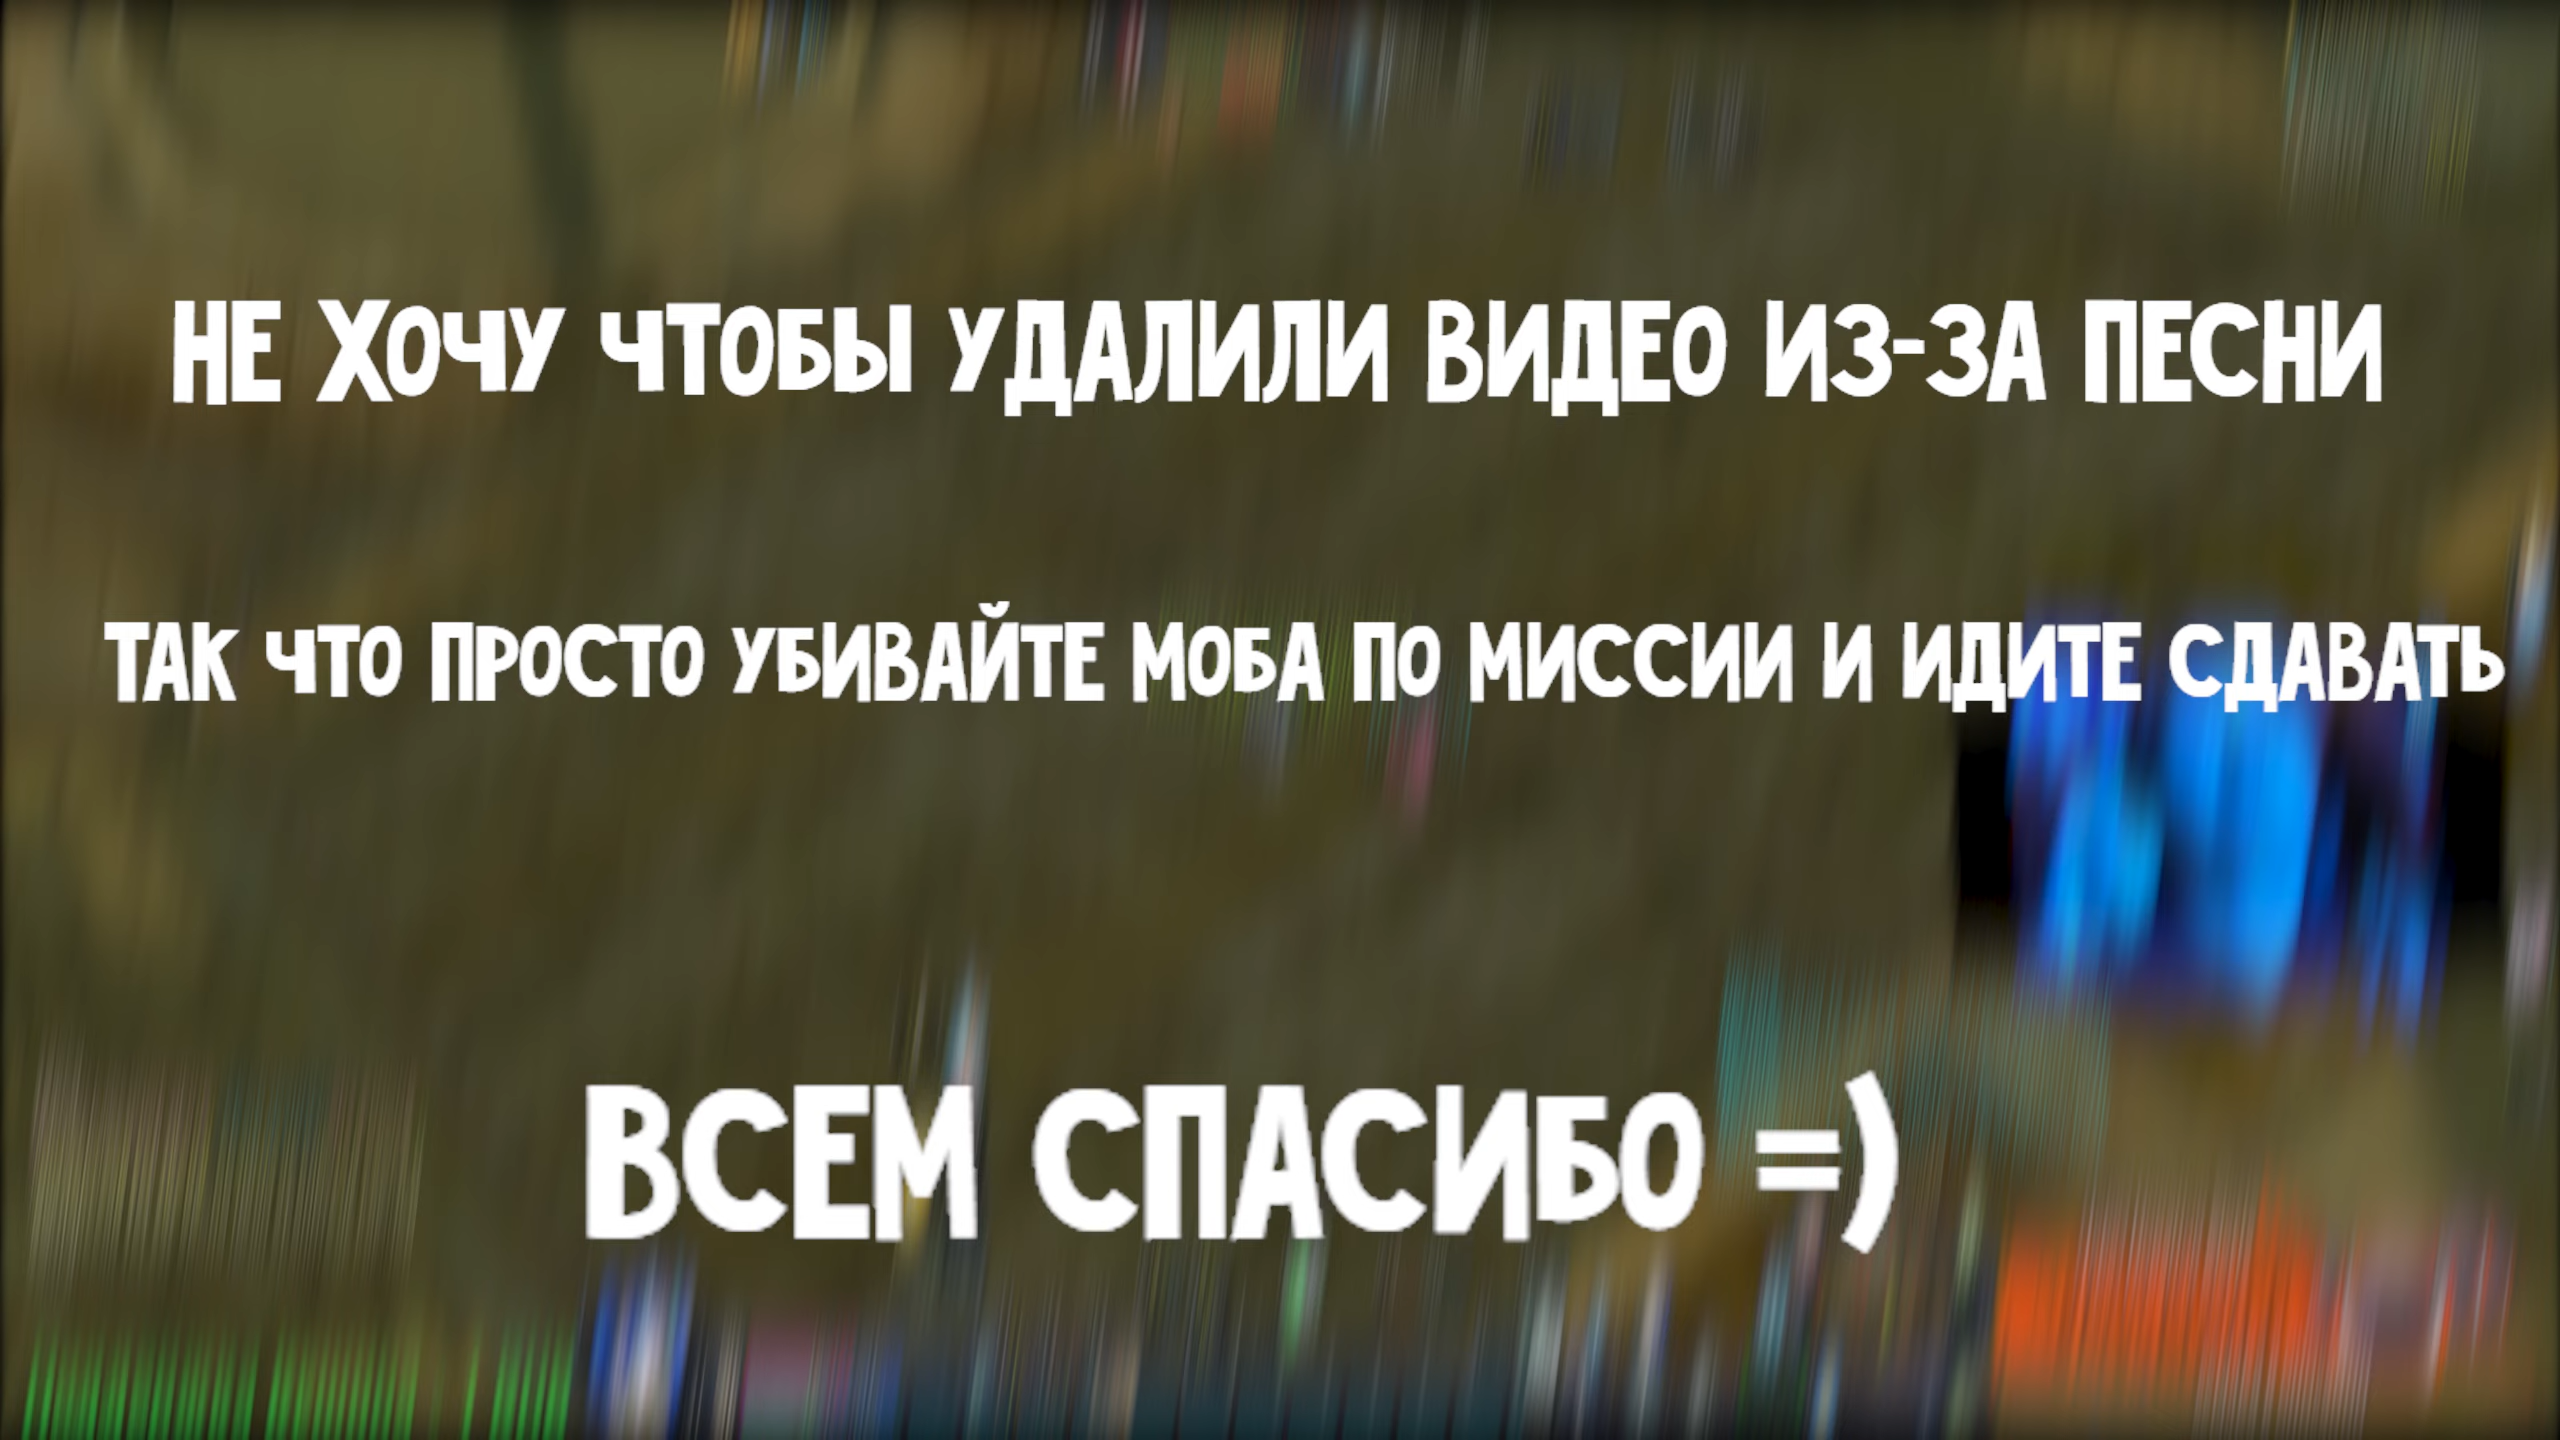 НЕ ХОЧУ ЧТОБЫ УДАЛИЛИ ВИДЕО ИЗ-ЗА ПЕСНИ
ТАК ЧТО ПРОСТО УБИВАЙТЕ МОБА ПО МИССИИ И ИДИТЕ СДАВАТЬ
ВСЕМ СПАСИБО =)